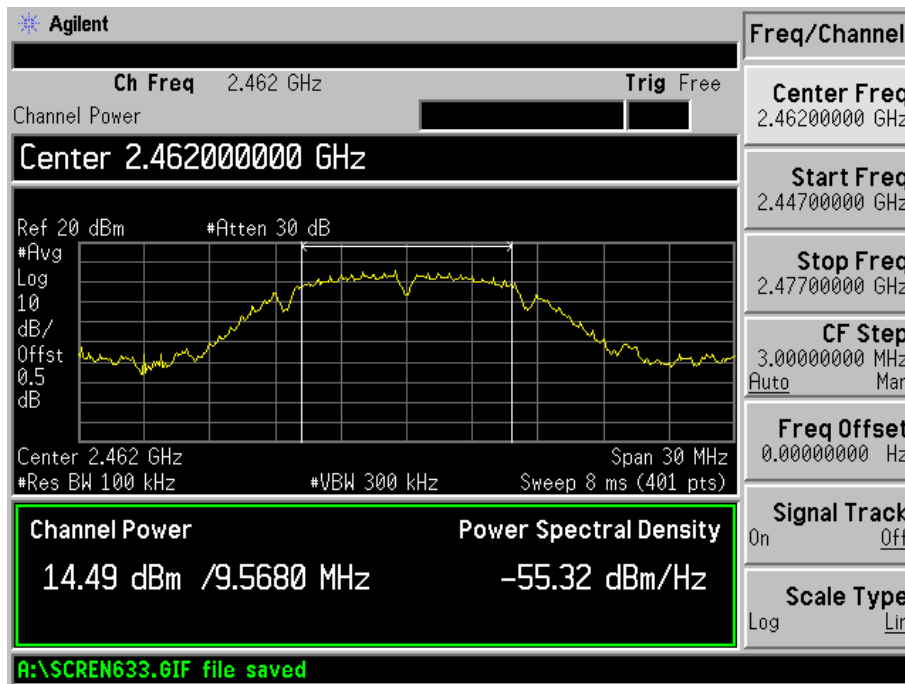 Agilent
Freq/Channel
Ch Freq 2.462 GHz Trig Free
Channel Power
Center 2.462000000 GHz
Ref 20 dBm #Atten 30 dB
#Avg
Log
10
dB/
Offst
0.5
dB
Center 2.462 GHz Span 30 MHz
#Res BW 100 kHz #VBW 300 kHz Sweep 8 ms (401 pts)
Channel Power Power Spectral Density
14.49 dBm /9.5680 MHz -55.32 dBm/Hz
A:\SCREN633.GIF file saved
Center Freq
2.46200000 GHz
Start Freq
2.44700000 GHz
Stop Freq
2.47700000 GHz
CF Step
3.00000000 MHz
Auto Man
Freq Offset
0.00000000 Hz
Signal Track
On Off
Scale Type
Log Lin